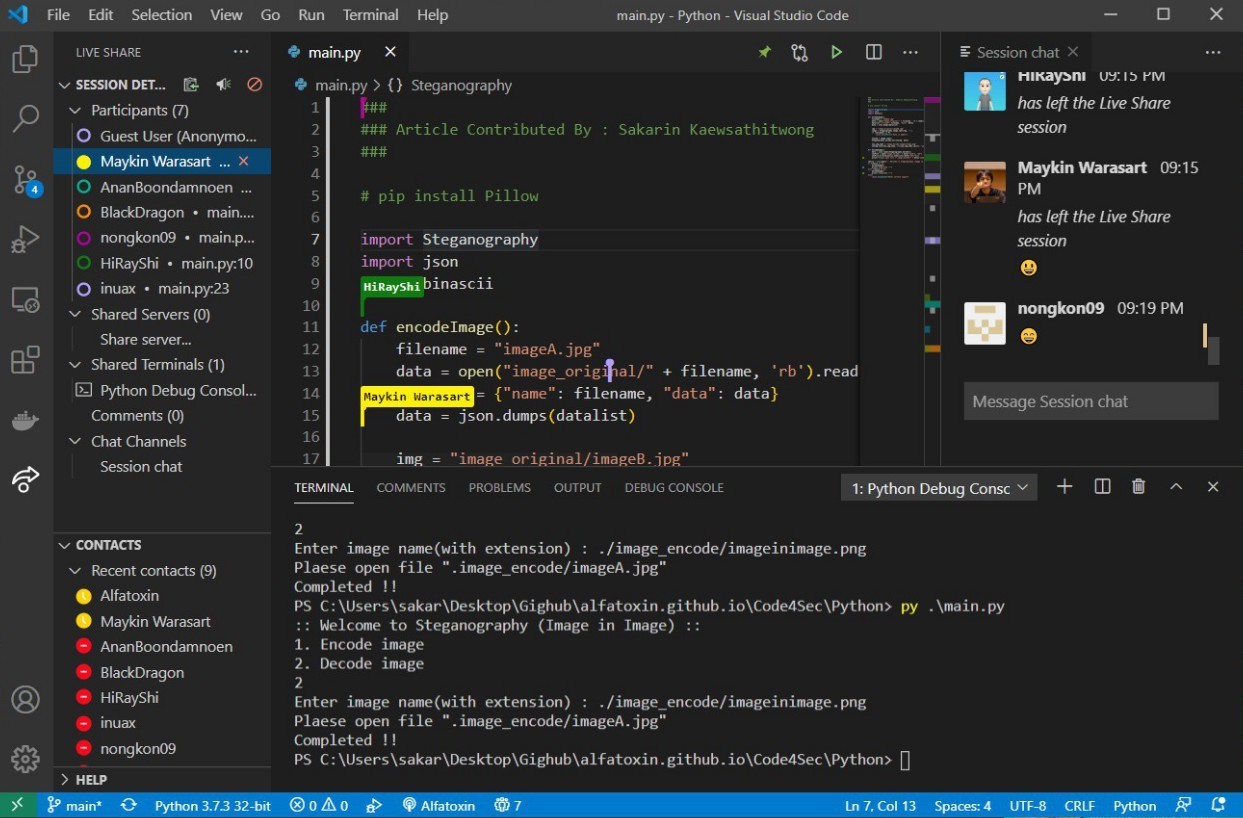 File Edit Selection View Go Run Terminal Help main.py - Python - Visual Studio Code
LIVE SHARE ...
SESSION DET...
Participants (7)
Guest User (Anonymo...
Maykin Warasart ...
AnanBoondamnoen ...
BlackDragon • main....
nongkon09 • main.p...
HiRayShi • main.py:10
inuax • main.py:23
Shared Servers (0)
Share server...
Shared Terminals (1)
Python Debug Consol...
Comments (0)
Chat Channels
Session chat
CONTACTS
Recent contacts (9)
Alfatoxin
Maykin Warasart
AnanBoondamnoen
BlackDragon
HiRayShi
inuax
nongkon09
HELP
4
main.py
main.py > {} Steganography
1 ###
2 ### Article Contributed By : Sakarin Kaewsathitwong
3 ###
4
5 # pip install Pillow
6
7 import Steganography
8 import json
9 HiRayShi binascii
10
11 def encodeImage():
12 filename = "imageA.jpg"
13 data = open("image_original/" + filename, 'rb').read
14 Maykin Warasart = {"name": filename, "data": data}
15 data = json.dumps(datalist)
16
17 img = "image_original/imageB.jpg"
Session chat
HiRayShi 09:15 PM
has left the Live Share
session
Maykin Warasart 09:15
PM
has left the Live Share
session
nongkon09 09:19 PM
Message Session chat
TERMINAL COMMENTS PROBLEMS OUTPUT DEBUG CONSOLE 1: Python Debug Consc
2
Enter image name(with extension) : ./image_encode/imageinimage.png
Plaese open file ".image_encode/imageA.jpg"
Completed !!
PS C:\Users\sakar\Desktop\Gighub\alfatoxin.github.io\Code4Sec\Python> py .\main.py
:: Welcome to Steganography (Image in Image) ::
1. Encode image
2. Decode image
2
Enter image name(with extension) : ./image_encode/imageinimage.png
Plaese open file ".image_encode/imageA.jpg"
Completed !!
PS C:\Users\sakar\Desktop\Gighub\alfatoxin.github.io\Code4Sec\Python>
main* Python 3.7.3 32-bit 0 0 Alfatoxin 7 Ln 7, Col 13 Spaces: 4 UTF-8 CRLF Python